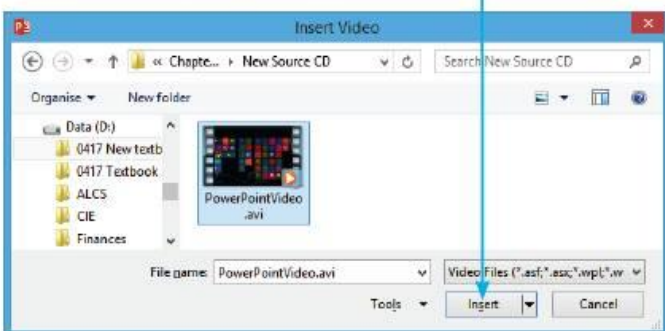 Insert Video
« Chapte... › New Source CD
Search New Source CD
Organise New folder
Data (D:)
0417 New textb
0417 Textbook
ALCS
CIE
Finances
PowerPointVideo
.avi
File name: PowerPointVideo.avi
Video Files (*.asf;*.asx;*.wpl;*.w
Tools Insert Cancel